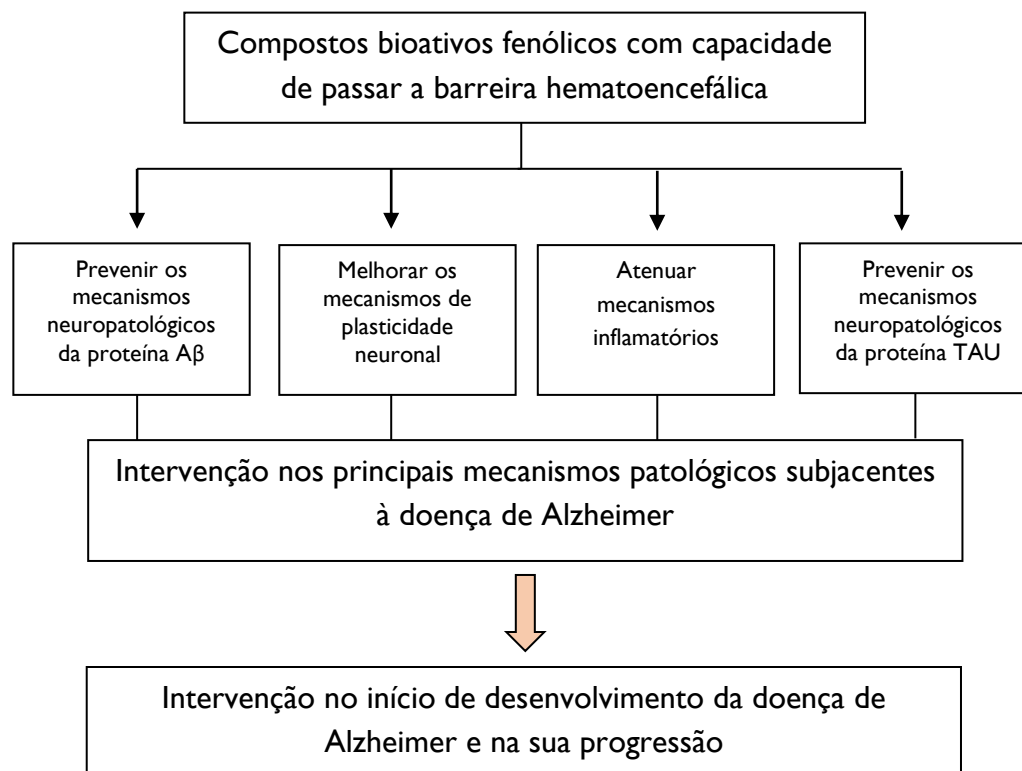 Compostos bioativos fenólicos com capacidade
de passar a barreira hematoencefálica
Prevenir os
mecanismos
neuropatológicos
da proteína Aβ
Melhorar os
mecanismos de
plasticidade
neuronal
Atenuar
mecanismos
inflamatórios
Prevenir os
mecanismos
neuropatológicos
da proteína TAU
Intervenção nos principais mecanismos patológicos subjacentes
à doença de Alzheimer
Intervenção no início de desenvolvimento da doença de
Alzheimer e na sua progressão